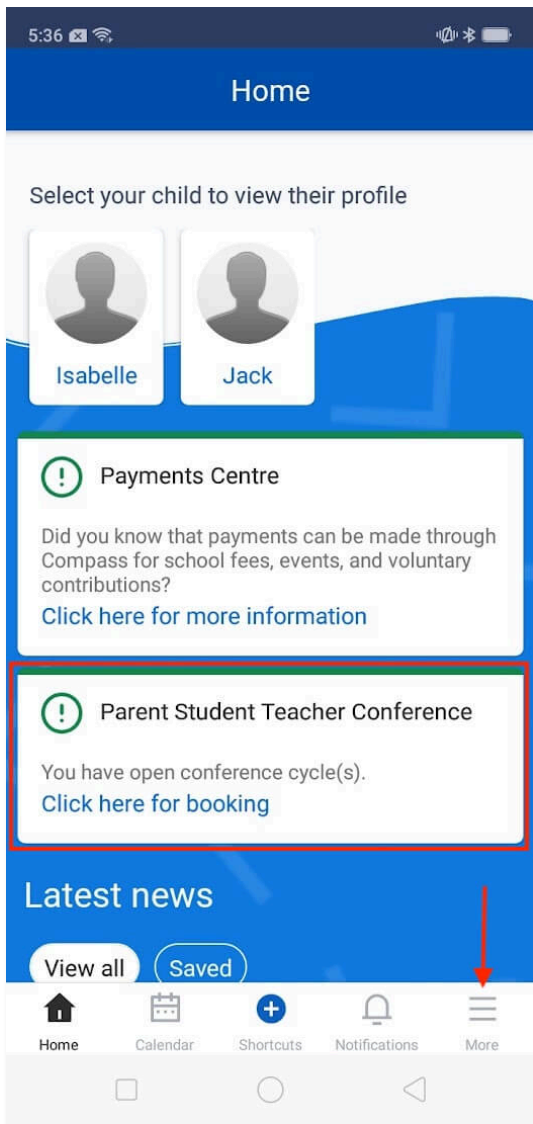 5:36
Home
Select your child to view their profile
Isabelle
Jack
Payments Centre
Did you know that payments can be made through
Compass for school fees, events, and voluntary
contributions?
Click here for more information
Parent Student Teacher Conference
You have open conference cycle(s).
Click here for booking
Latest news
View all
Saved
Home
Calendar
Shortcuts
Notifications
More